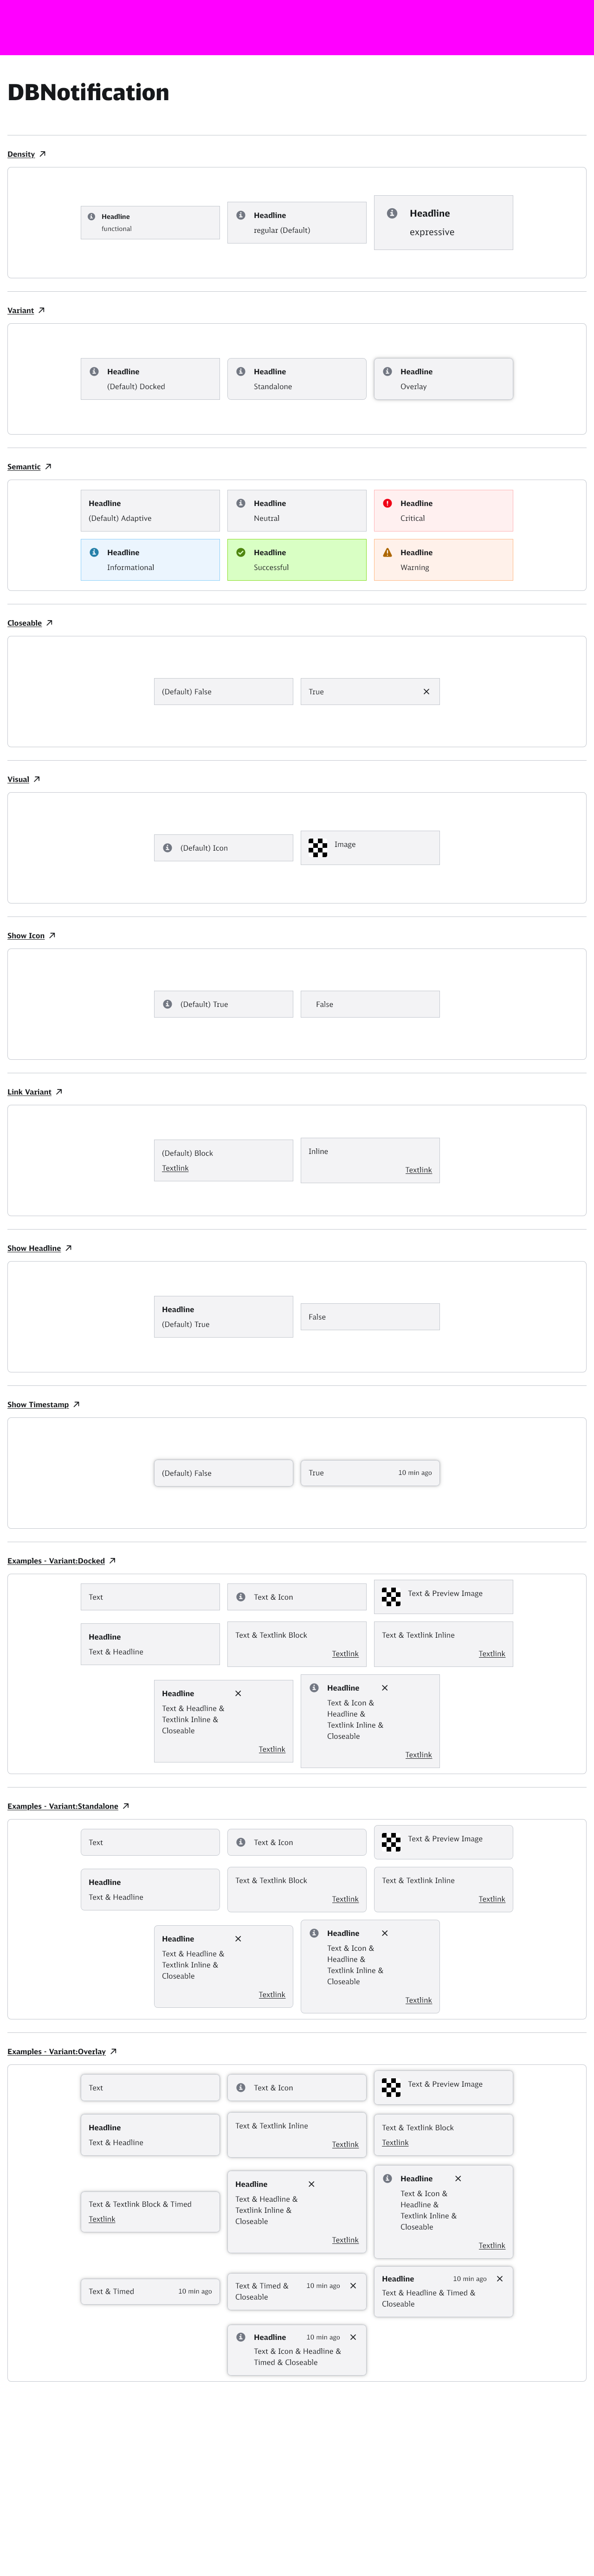 DBNotification
Density
Headline
functional
Headline
regular (Default)
Headline
expressive
Variant
Headline
(Default) Docked
Headline
Standalone
Headline
Overlay
Semantic
Headline
(Default) Adaptive
Headline
Neutral
Headline
Critical
Headline
Informational
Headline
Successful
Headline
Warning
Closeable
(Default) False
True
Visual
(Default) Icon
Image
Show Icon
(Default) True
False
Link Variant
(Default) Block
Textlink
Inline
Textlink
Show Headline
Headline
(Default) True
False
Show Timestamp
(Default) False
True 10 min ago
Examples - Variant:Docked
Text
Text & Icon
Text & Preview Image
Headline
Text & Headline
Text & Textlink Block
Textlink
Text & Textlink Inline
Textlink
Headline
Text & Headline &
Textlink Inline &
Closeable
Textlink
Headline
Text & Icon &
Headline &
Textlink Inline &
Closeable
Textlink
Examples - Variant:Standalone
Text
Text & Icon
Text & Preview Image
Headline
Text & Headline
Text & Textlink Block
Textlink
Text & Textlink Inline
Textlink
Headline
Text & Headline &
Textlink Inline &
Closeable
Textlink
Headline
Text & Icon &
Headline &
Textlink Inline &
Closeable
Textlink
Examples - Variant:Overlay
Text
Text & Icon
Text & Preview Image
Headline
Text & Headline
Text & Textlink Inline
Textlink
Text & Textlink Block
Textlink
Text & Textlink Block & Timed
Textlink
Headline
Text & Headline &
Textlink Inline &
Closeable
Textlink
Headline
Text & Icon &
Headline &
Textlink Inline &
Closeable
Textlink
Text & Timed 10 min ago
Text & Timed & 10 min ago
Closeable
Headline 10 min ago
Text & Headline & Timed &
Closeable
Headline 10 min ago
Text & Icon & Headline &
Timed & Closeable